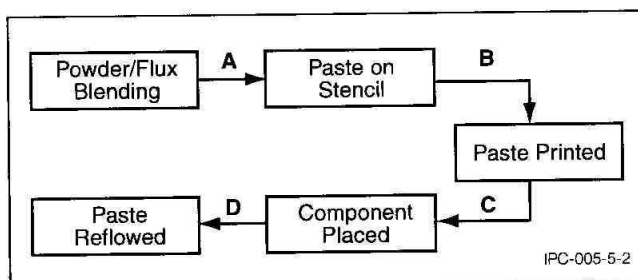 Powder/Flux
Blending
A
Paste on
Stencil
B
Paste Printed
C
Component
Placed
D
Paste
Reflowed
IPC-005-5-2